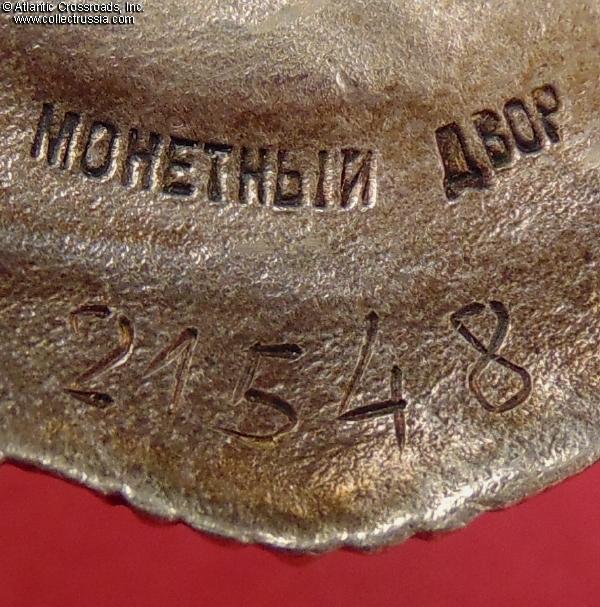 © Atlantic Crossroads, Inc.
www.collectrussia.com
МОНЕТНЫЙ ДВОР
21548